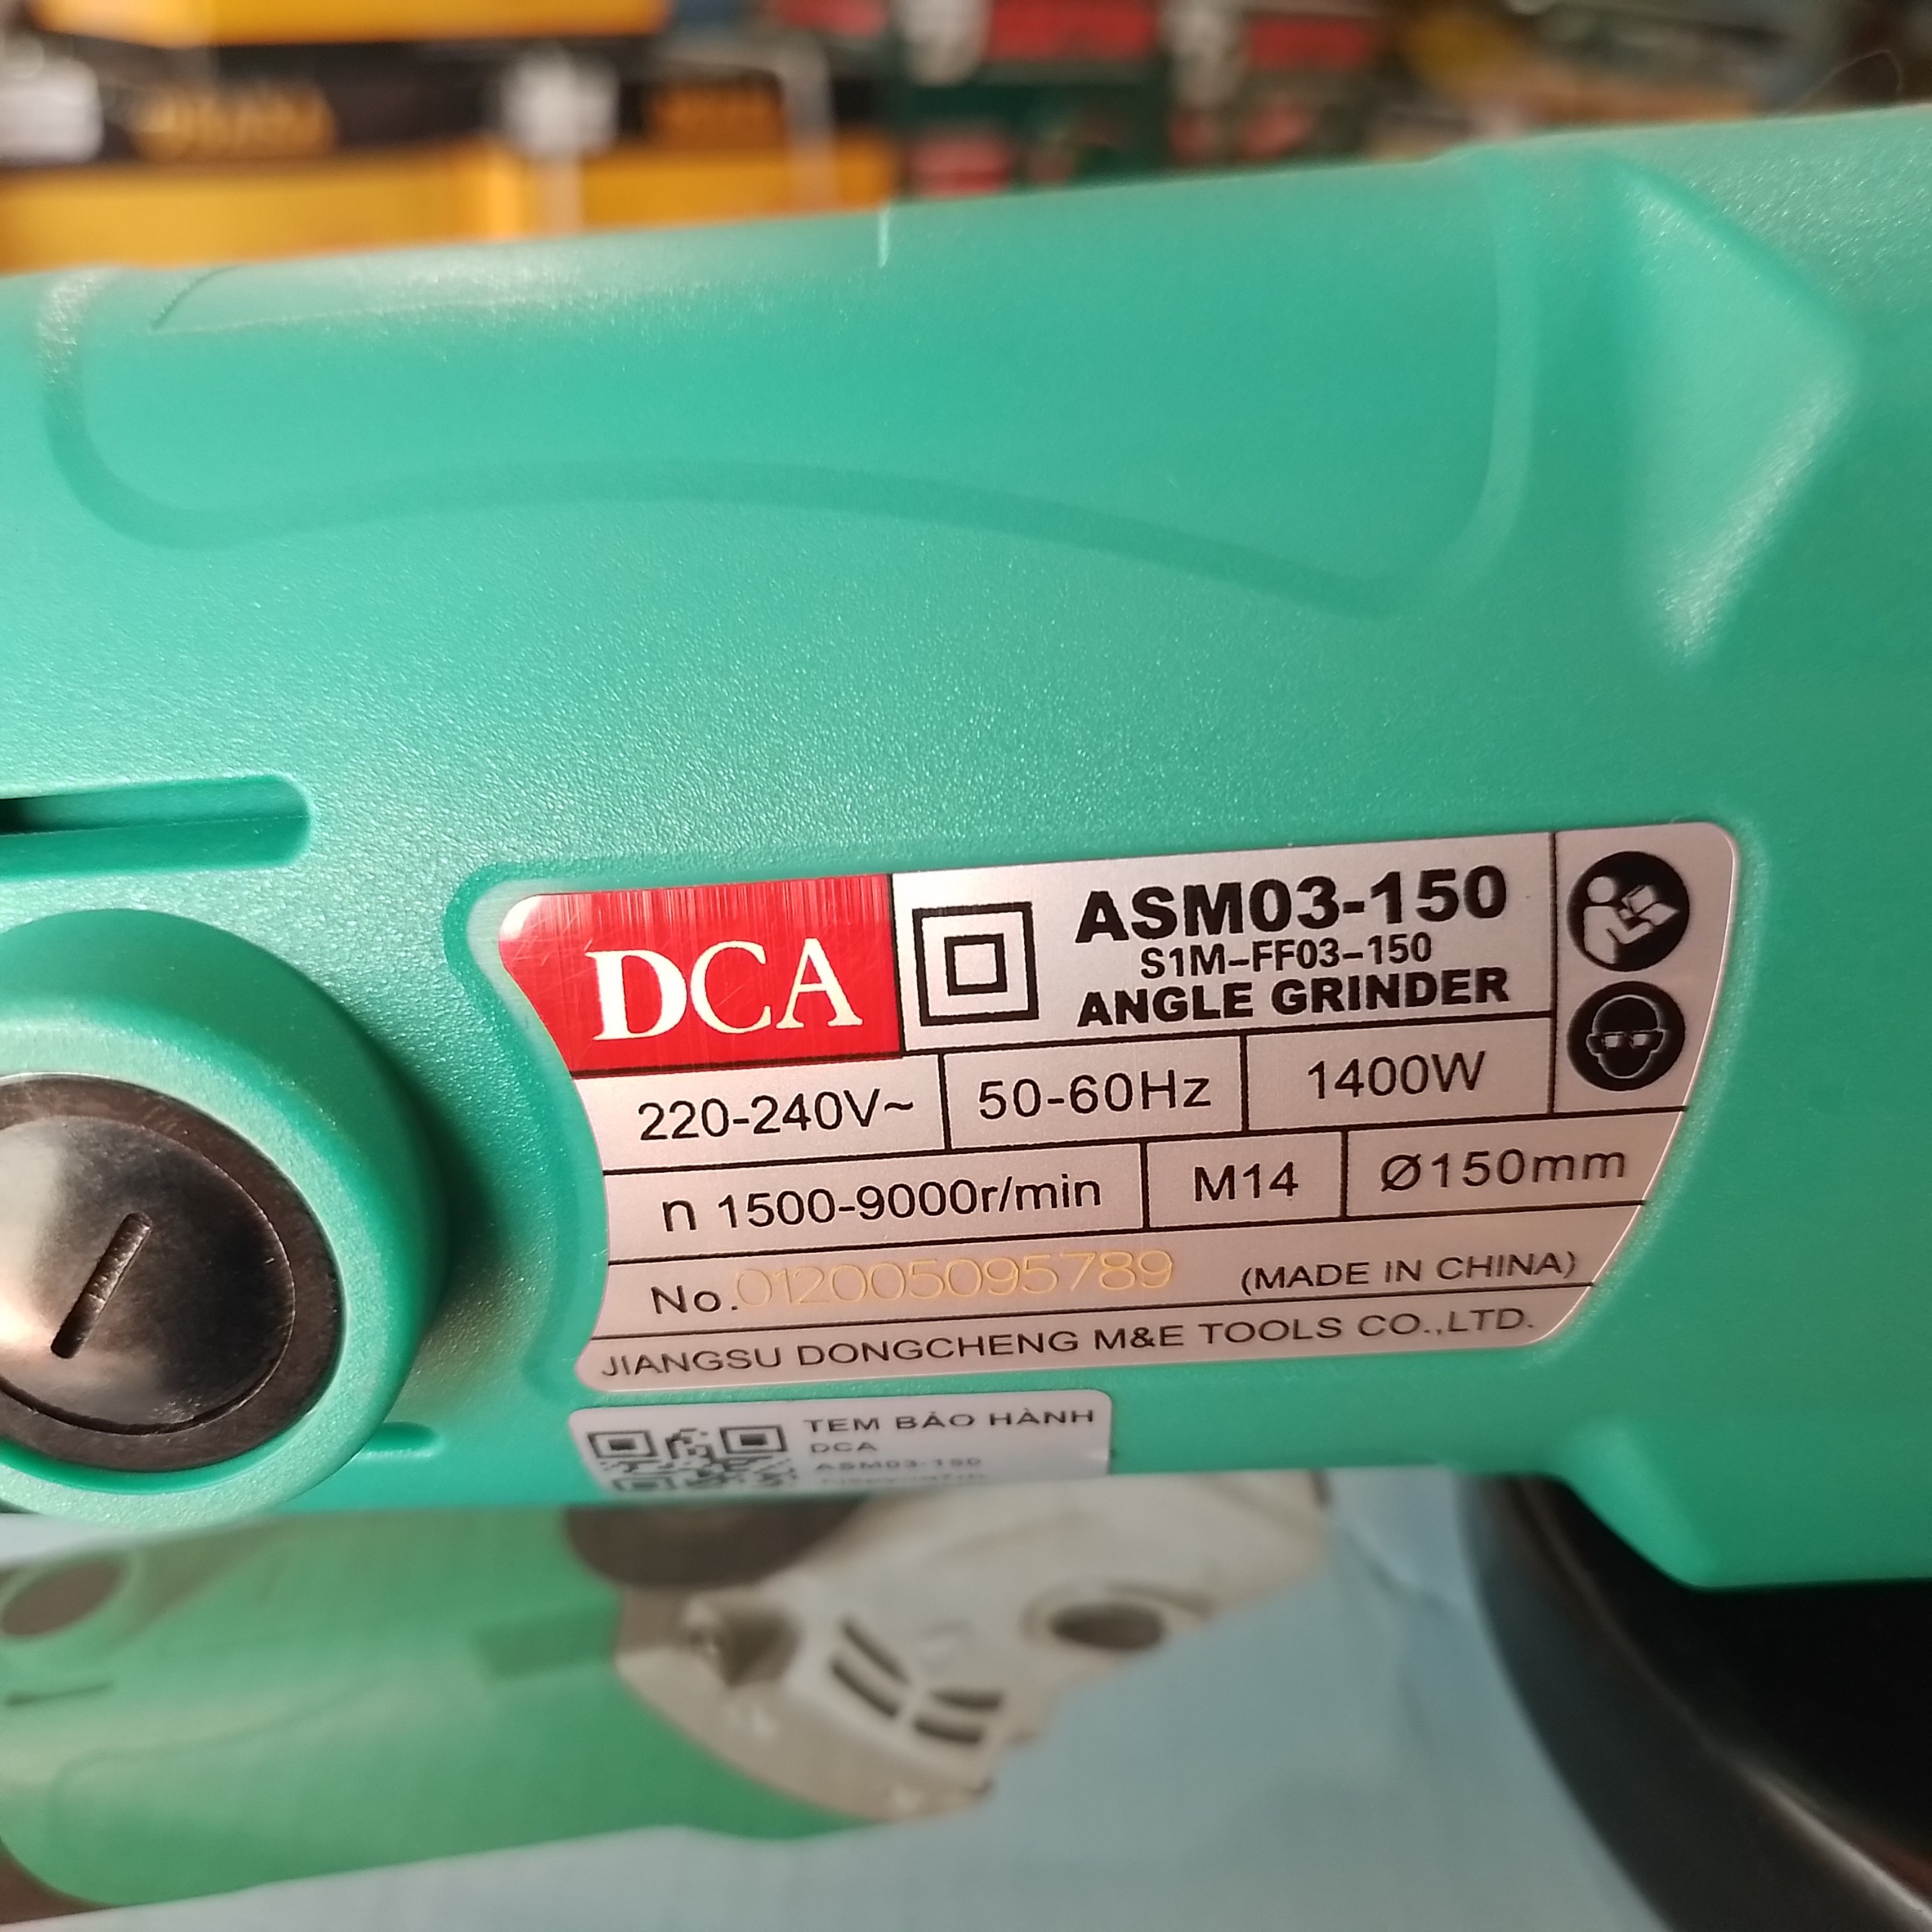 DCA
ASM03-150
S1M-FF03-150
ANGLE GRINDER
220-240V~ 50-60Hz 1400W
n 1500-9000r/min M14 Ø150mm
No.012005095789 (MADE IN CHINA)
JIANGSU DONGCHENG M&E TOOLS CO.,LTD.
TEM BẢO HÀNH
DCA
ASM03-150